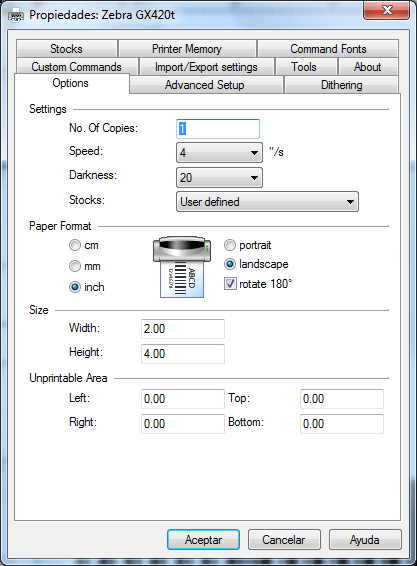 Propiedades: Zebra GX420t
Stocks Printer Memory Command Fonts
Custom Commands Import/Export settings Tools About
Options Advanced Setup Dithering
Settings
No. Of Copies: 1
Speed: 4 "/s
Darkness: 20
Stocks: User defined
Paper Format
cm portrait
mm landscape
inch rotate 180°
ABCD
Size
Width: 2.00
Height: 4.00
Unprintable Area
Left: 0.00 Top: 0.00
Right: 0.00 Bottom: 0.00
Aceptar Cancelar Ayuda